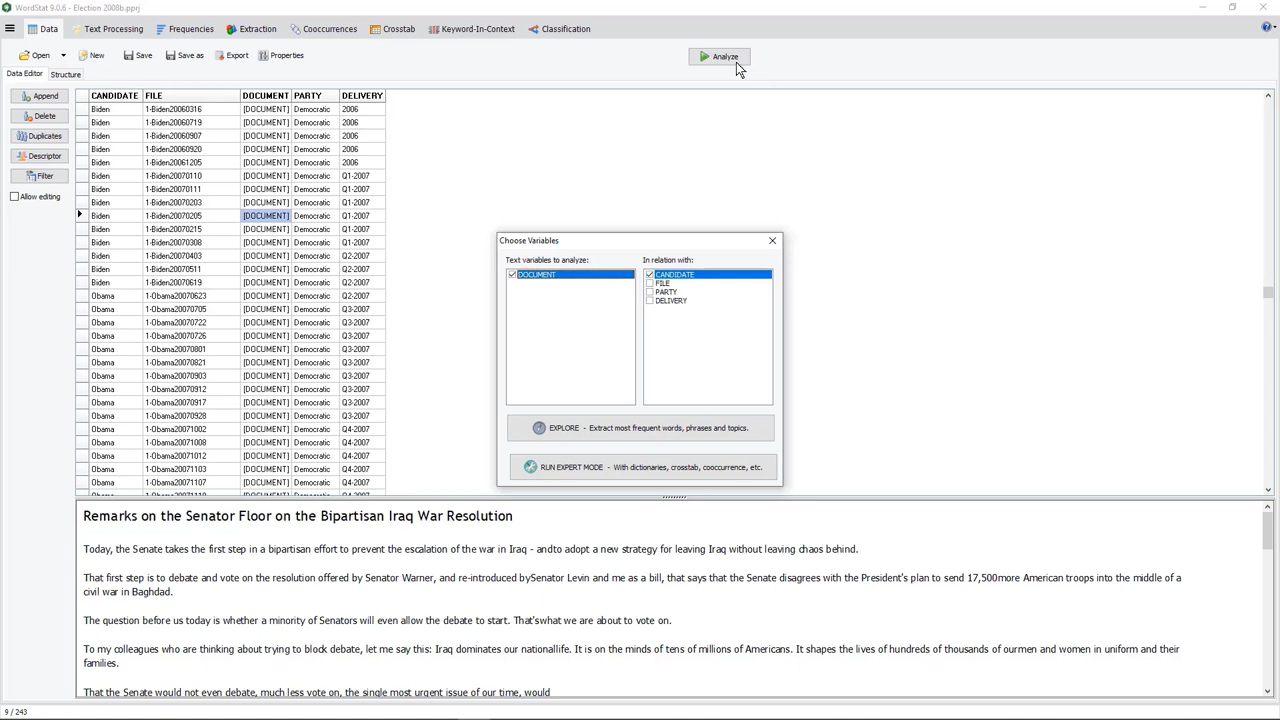 WordStat 9.0.6 - Election 2008b.pprj
Data Text Processing Frequencies Extraction Cooccurrences Crosstab Keyword-In-Context Classification
Open New Save Save as Export Properties Analyze
Data Editor Structure
Append
Delete
Duplicates
Descriptor
Filter
Allow editing
CANDIDATE FILE DOCUMENT PARTY DELIVERY
Biden 1-Biden20060316 [DOCUMENT] Democratic 2006
Biden 1-Biden20060719 [DOCUMENT] Democratic 2006
Biden 1-Biden20060907 [DOCUMENT] Democratic 2006
Biden 1-Biden20060920 [DOCUMENT] Democratic 2006
Biden 1-Biden20061205 [DOCUMENT] Democratic 2006
Biden 1-Biden20070110 [DOCUMENT] Democratic Q1-2007
Biden 1-Biden20070111 [DOCUMENT] Democratic Q1-2007
Biden 1-Biden20070203 [DOCUMENT] Democratic Q1-2007
Biden 1-Biden20070205 [DOCUMENT] Democratic Q1-2007
Biden 1-Biden20070215 [DOCUMENT] Democratic Q1-2007
Biden 1-Biden20070308 [DOCUMENT] Democratic Q1-2007
Biden 1-Biden20070403 [DOCUMENT] Democratic Q2-2007
Biden 1-Biden20070511 [DOCUMENT] Democratic Q2-2007
Biden 1-Biden20070619 [DOCUMENT] Democratic Q2-2007
Obama 1-Obama20070623 [DOCUMENT] Democratic Q2-2007
Obama 1-Obama20070705 [DOCUMENT] Democratic Q3-2007
Obama 1-Obama20070722 [DOCUMENT] Democratic Q3-2007
Obama 1-Obama20070726 [DOCUMENT] Democratic Q3-2007
Obama 1-Obama20070801 [DOCUMENT] Democratic Q3-2007
Obama 1-Obama20070821 [DOCUMENT] Democratic Q3-2007
Obama 1-Obama20070903 [DOCUMENT] Democratic Q3-2007
Obama 1-Obama20070912 [DOCUMENT] Democratic Q3-2007
Obama 1-Obama20070917 [DOCUMENT] Democratic Q3-2007
Obama 1-Obama20070928 [DOCUMENT] Democratic Q3-2007
Obama 1-Obama20071002 [DOCUMENT] Democratic Q4-2007
Obama 1-Obama20071008 [DOCUMENT] Democratic Q4-2007
Obama 1-Obama20071012 [DOCUMENT] Democratic Q4-2007
Obama 1-Obama20071103 [DOCUMENT] Democratic Q4-2007
Obama 1-Obama20071107 [DOCUMENT] Democratic Q4-2007
Obama 1-Obama20071110 [DOCUMENT] Democratic Q4-2007
Choose Variables
Text variables to analyze:
DOCUMENT
In relation with:
CANDIDATE
FILE
PARTY
DELIVERY
EXPLORE - Extract most frequent words, phrases and topics.
RUN EXPERT MODE - With dictionaries, crosstab, cooccurrence, etc.
Remarks on the Senator Floor on the Bipartisan Iraq War Resolution
Today, the Senate takes the first step in a bipartisan effort to prevent the escalation of the war in Iraq - andto adopt a new strategy for leaving Iraq without leaving chaos behind.
That first step is to debate and vote on the resolution offered by Senator Warner, and re-introduced bySenator Levin and me as a bill, that says that the Senate disagrees with the President's plan to send 17,500more American troops into the middle of a
civil war in Baghdad.
The question before us today is whether a minority of Senators will even allow the debate to start. That'swhat we are about to vote on.
To my colleagues who are thinking about trying to block debate, let me say this: Iraq dominates our nationallife. It is on the minds of tens of millions of Americans. It shapes the lives of hundreds of thousands of ourmen and women in uniform and their
families.
That the Senate would not even debate, much less vote on, the single most urgent issue of our time, would
9 / 243